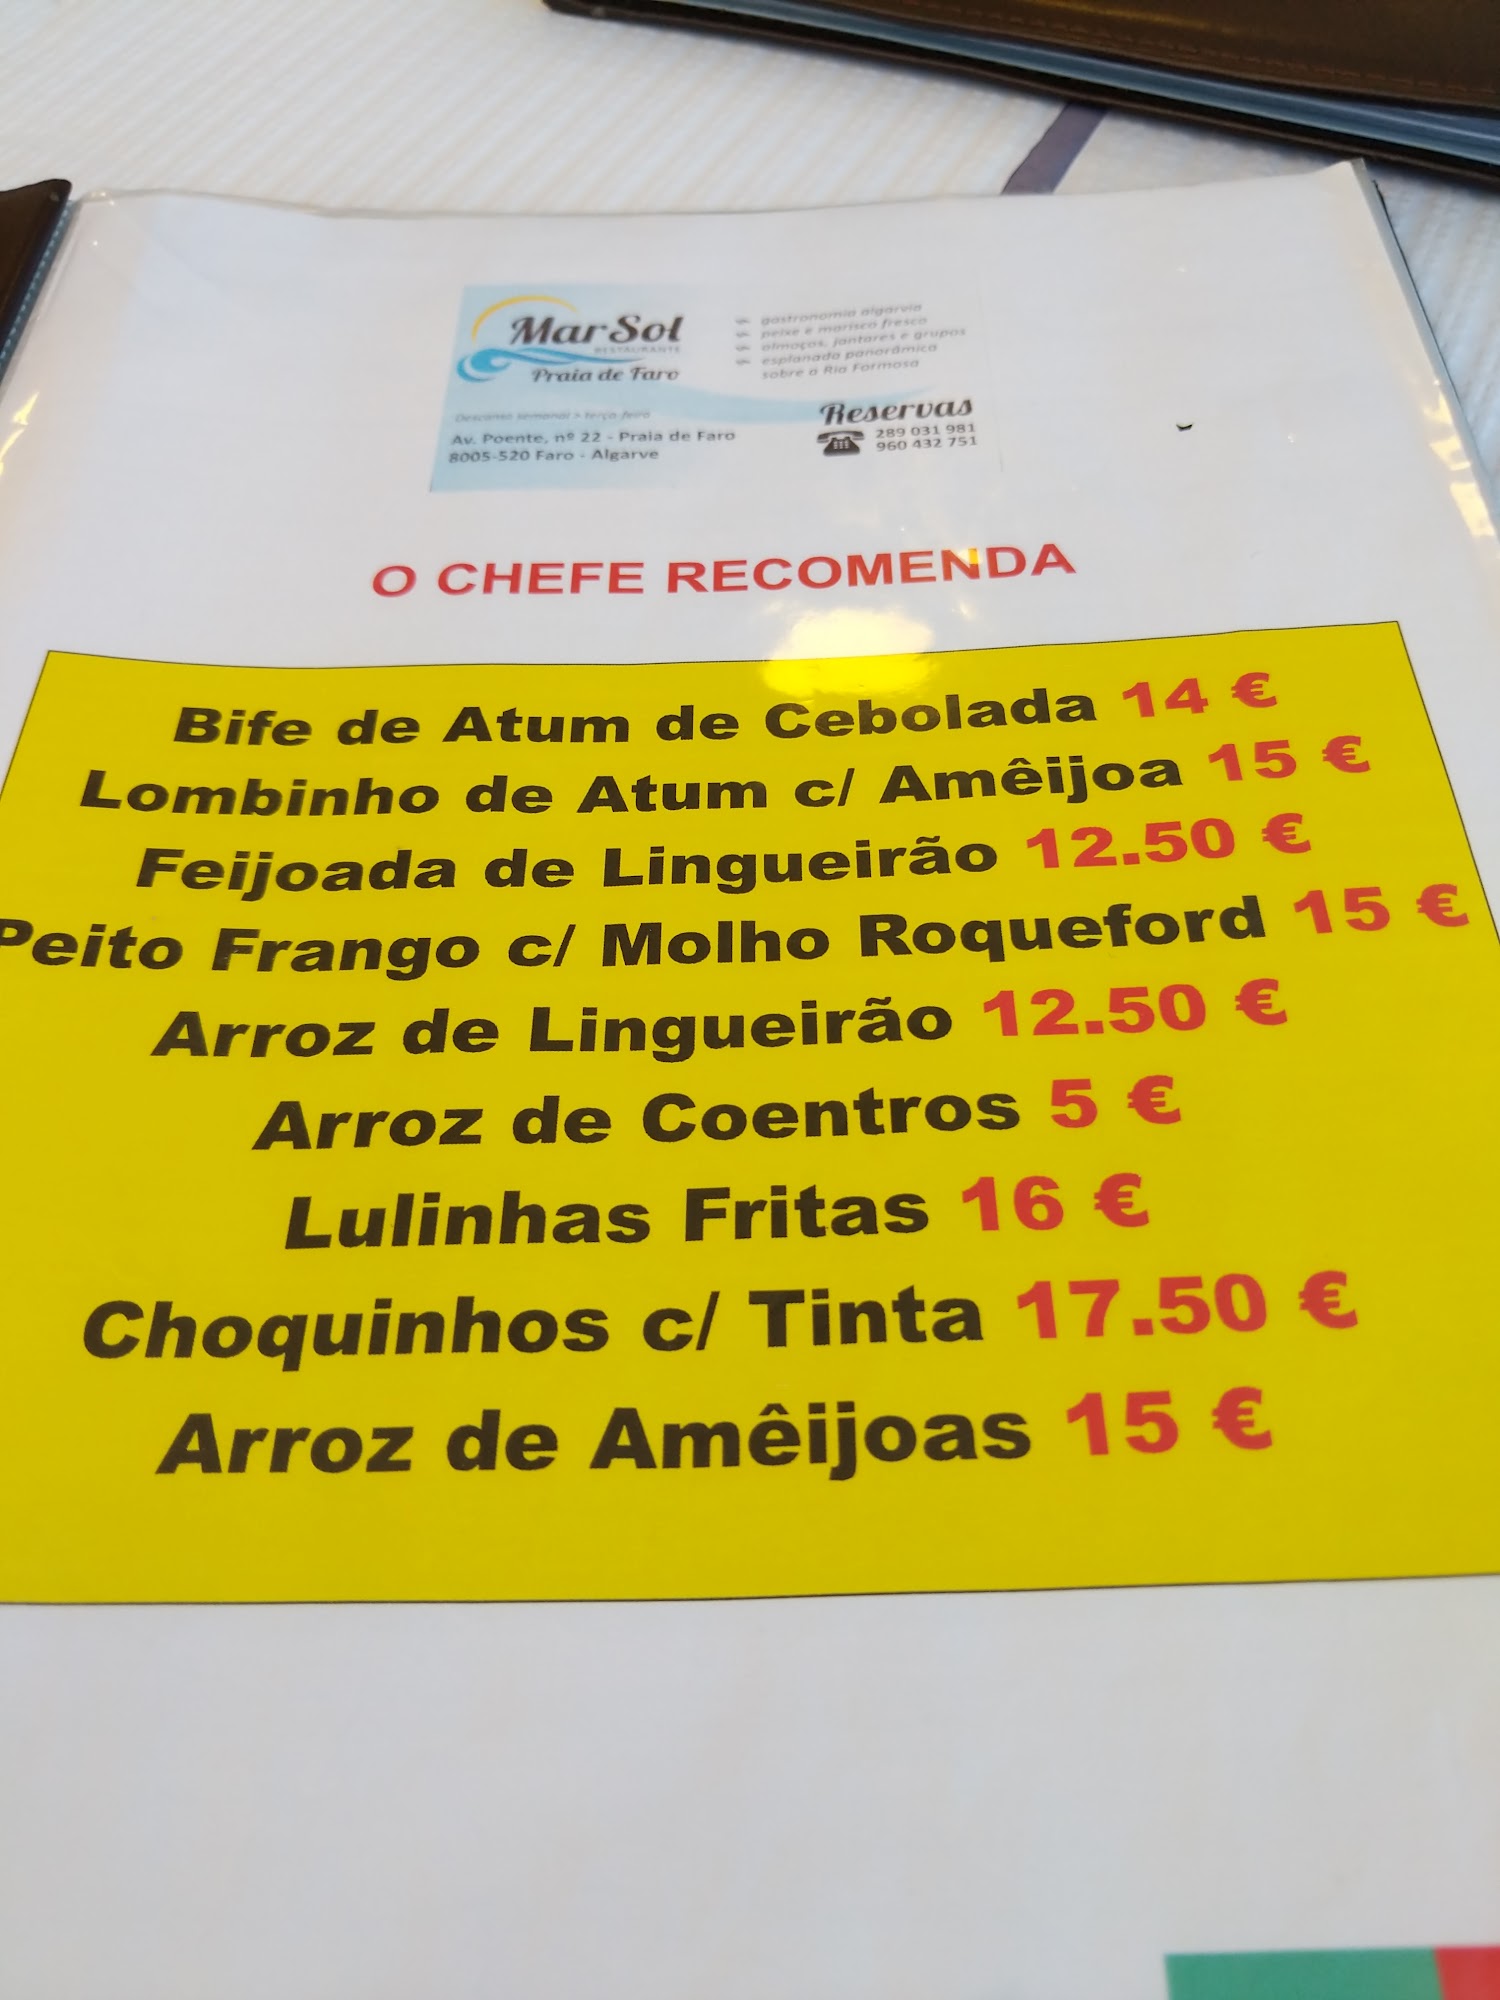 MarSol
RESTAURANTE
Praia de Faro
gastronomia algarvia
peixe e marisco fresco
almoços, jantares e grupos
esplanada panorâmica
sobre a Ria Formosa
Descanso semanal > terça-feira
Av. Poente, nº 22 - Praia de Faro
8005-520 Faro - Algarve
Reservas
289 031 981
960 432 751
O CHEFE RECOMENDA
Bife de Atum de Cebolada 14 €
Lombinho de Atum c/ Amêijoa 15 €
Feijoada de Lingueirão 12.50 €
Peito Frango c/ Molho Roqueford 15 €
Arroz de Lingueirão 12.50 €
Arroz de Coentros 5 €
Lulinhas Fritas 16 €
Choquinhos c/ Tinta 17.50 €
Arroz de Amêijoas 15 €